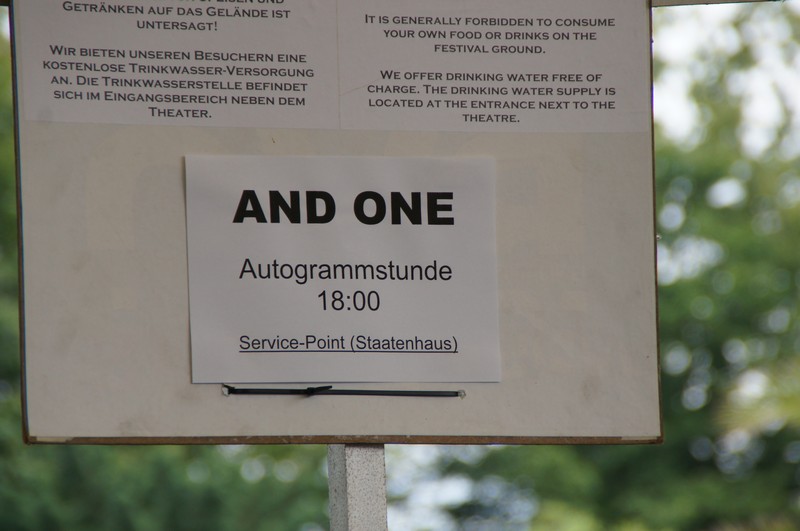 GETRÄNKEN AUF DAS GELÄNDE IST
UNTERSAGT!
WIR BIETEN UNSEREN BESUCHERN EINE
KOSTENLOSE TRINKWASSER-VERSORGUNG
AN. DIE TRINKWASSERSTELLE BEFINDET
SICH IM EINGANGSBEREICH NEBEN DEM
THEATER.
IT IS GENERALLY FORBIDDEN TO CONSUME
YOUR OWN FOOD OR DRINKS ON THE
FESTIVAL GROUND.
WE OFFER DRINKING WATER FREE OF
CHARGE. THE DRINKING WATER SUPPLY IS
LOCATED AT THE ENTRANCE NEXT TO THE
THEATRE.
AND ONE
Autogrammstunde
18:00
Service-Point (Staatenhaus)